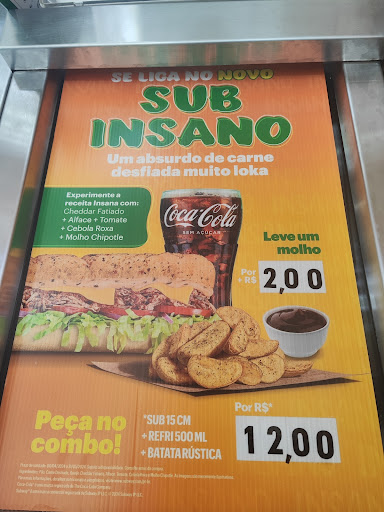 SE LIGA NO NOVO
SUB
INSANO
Um absurdo de carne
desfiada muito loka
Experimente a
receita Insana com:
Cheddar Fatiado
+ Alface + Tomate
+ Cebola Roxa
+ Molho Chipotle
Coca-Cola
SEM AÇÚCAR
Leve um
molho
Por
+ R$
2,00
Peça no
combo!
*SUB 15 CM
+ REFRI 500 ML
+ BATATA RÚSTICA
Por R$*
12,00